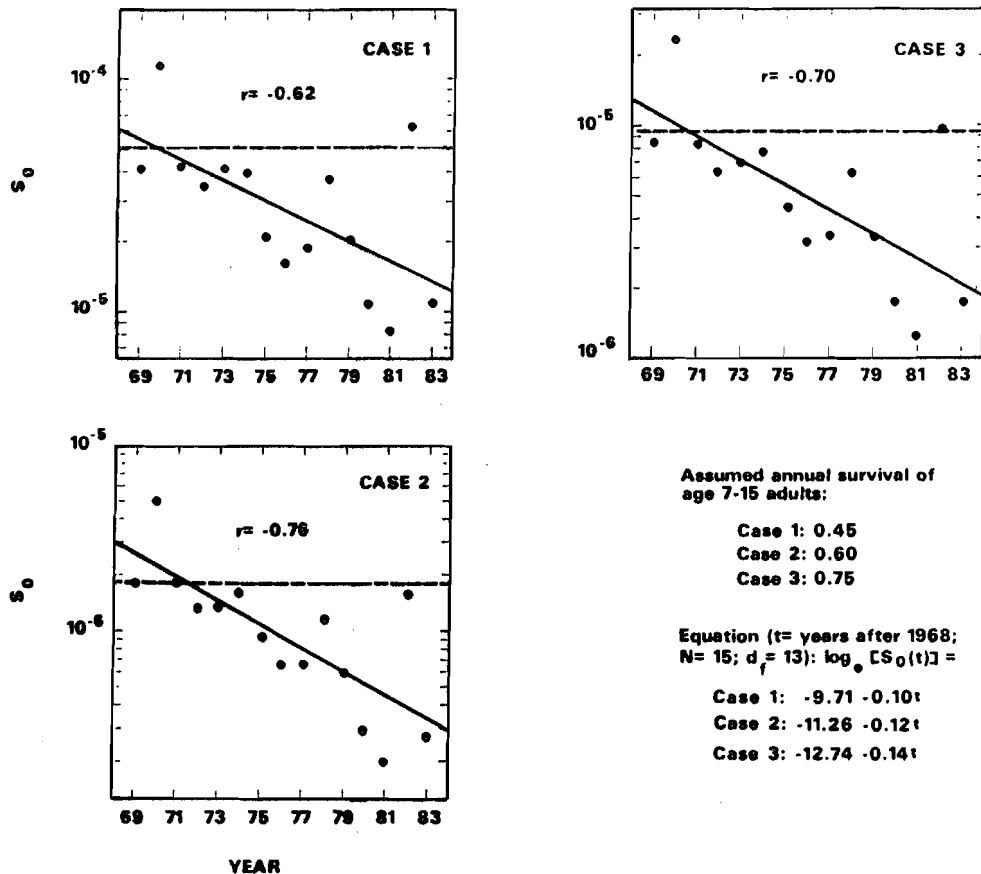 CASE 1
r= -0.62
10-4
10-5
S0
69 71 73 75 77 79 81 83
CASE 3
r= -0.70
10-5
10-6
69 71 73 75 77 79 81 83
CASE 2
r= -0.76
10-5
10-6
S0
69 71 73 75 77 79 81 83
YEAR
Assumed annual survival of
age 7-15 adults:
Case 1: 0.45
Case 2: 0.60
Case 3: 0.75
Equation (t= years after 1968;
N= 15; df= 13): loge [S0(t)] =
Case 1: -9.71 -0.10t
Case 2: -11.26 -0.12t
Case 3: -12.74 -0.14t